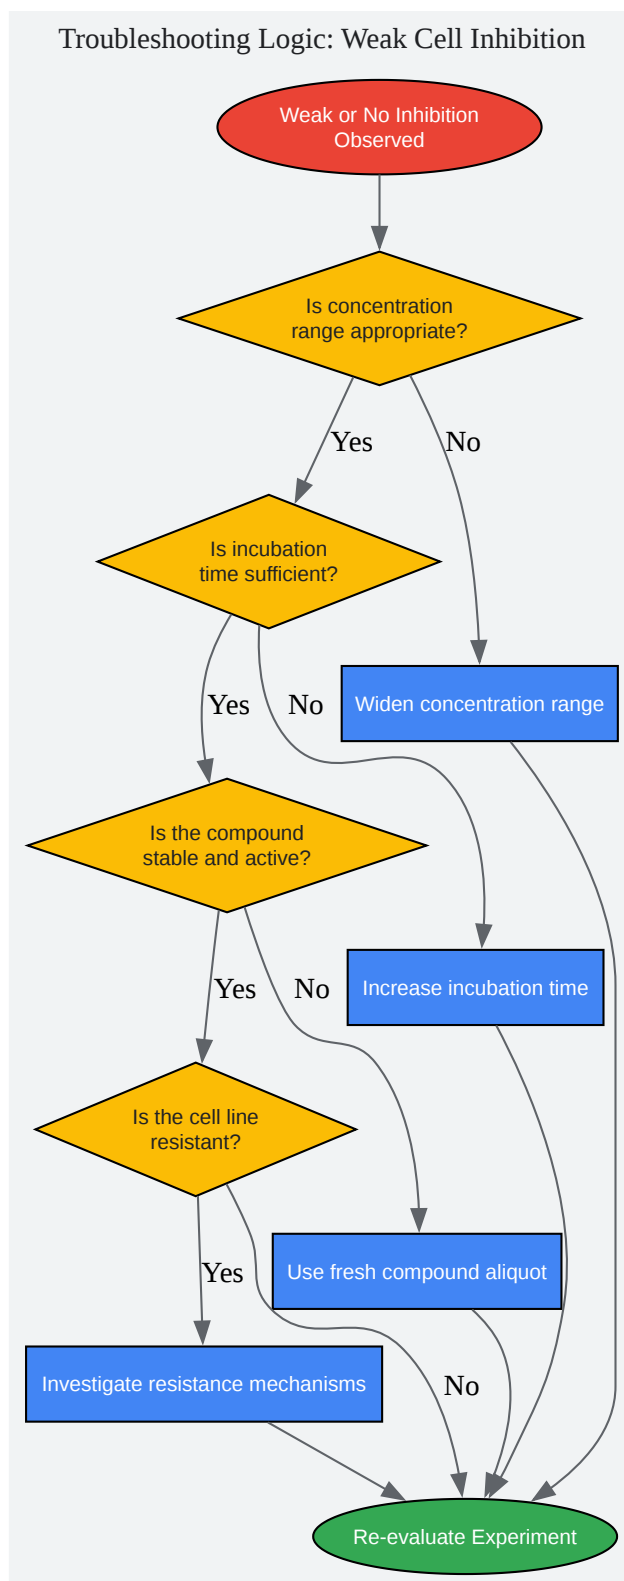 Troubleshooting Logic: Weak Cell Inhibition
Weak or No Inhibition
Observed
Is concentration
range appropriate?
Yes
No
Is incubation
time sufficient?
Yes
No
Widen concentration range
Is the compound
stable and active?
Yes
No
Increase incubation time
Is the cell line
resistant?
Yes
Use fresh compound aliquot
Investigate resistance mechanisms
No
Re-evaluate Experiment